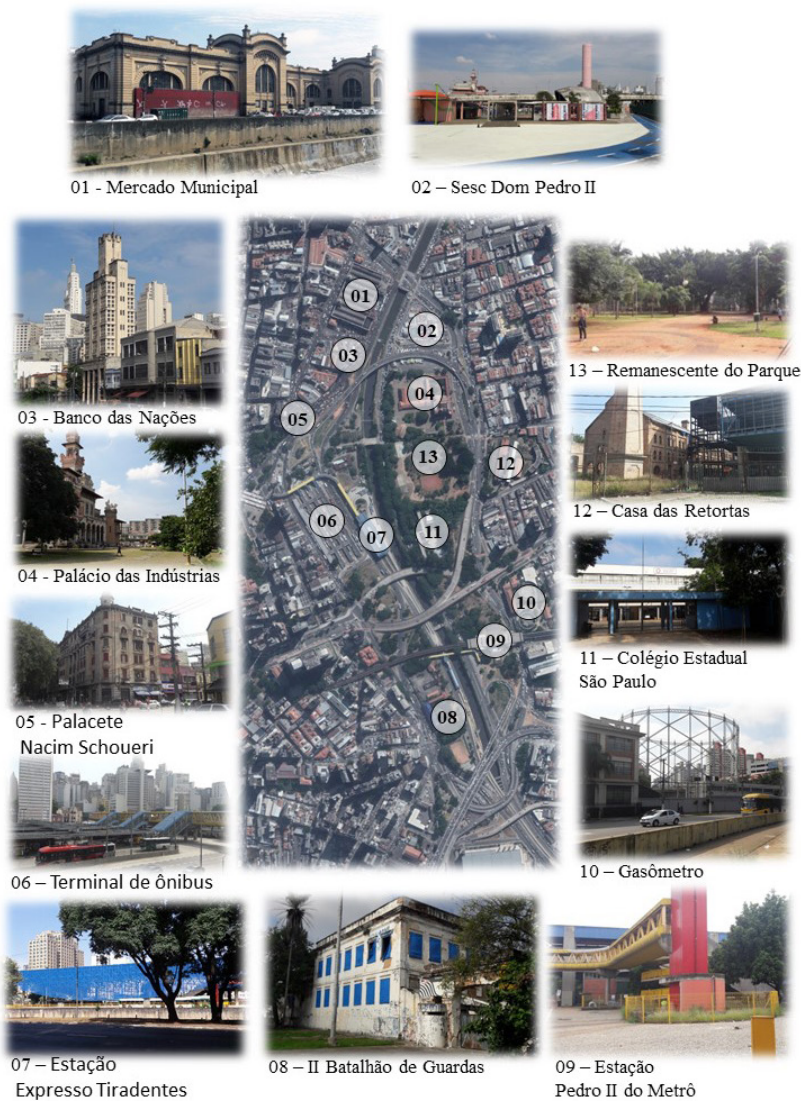 01 - Mercado Municipal
02 – Sesc Dom Pedro II
03 - Banco das Nações
04 - Palácio das Indústrias
05 - Palacete
Nacim Schoueri
06 – Terminal de ônibus
07 – Estação
Expresso Tiradentes
08 – II Batalhão de Guardas
09 – Estação
Pedro II do Metrô
10 – Gasômetro
11 – Colégio Estadual
São Paulo
12 – Casa das Retortas
13 – Remanescente do Parque
01
02
03
04
05
13
12
06
07
11
10
09
08